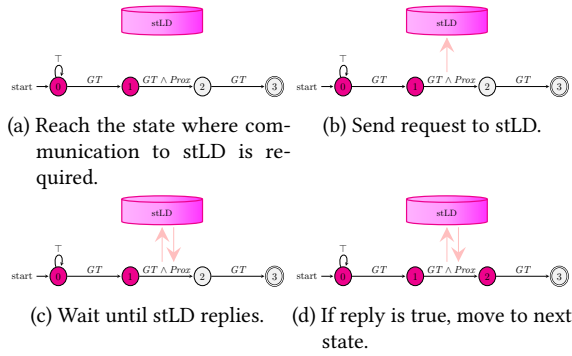 stLD
⊤
start 0 GT 1 GT ∧ Prox 2 GT 3
(a) Reach the state where com-
munication to stLD is re-
quired.
stLD
⊤
start 0 GT 1 GT ∧ Prox 2 GT 3
(b) Send request to stLD.
stLD
⊤
start 0 GT 1 GT ∧ Prox 2 GT 3
(c) Wait until stLD replies.
stLD
⊤
start 0 GT 1 GT ∧ Prox 2 GT 3
(d) If reply is true, move to next
state.